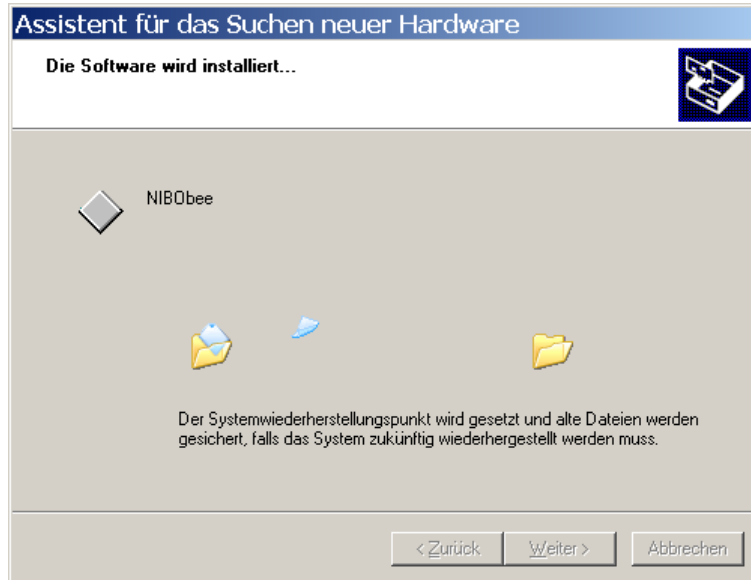 Assistent für das Suchen neuer Hardware
Die Software wird installiert...
NIBObee
Der Systemwiederherstellungspunkt wird gesetzt und alte Dateien werden
gesichert, falls das System zukünftig wiederhergestellt werden muss.
< Zurück
Weiter >
Abbrechen